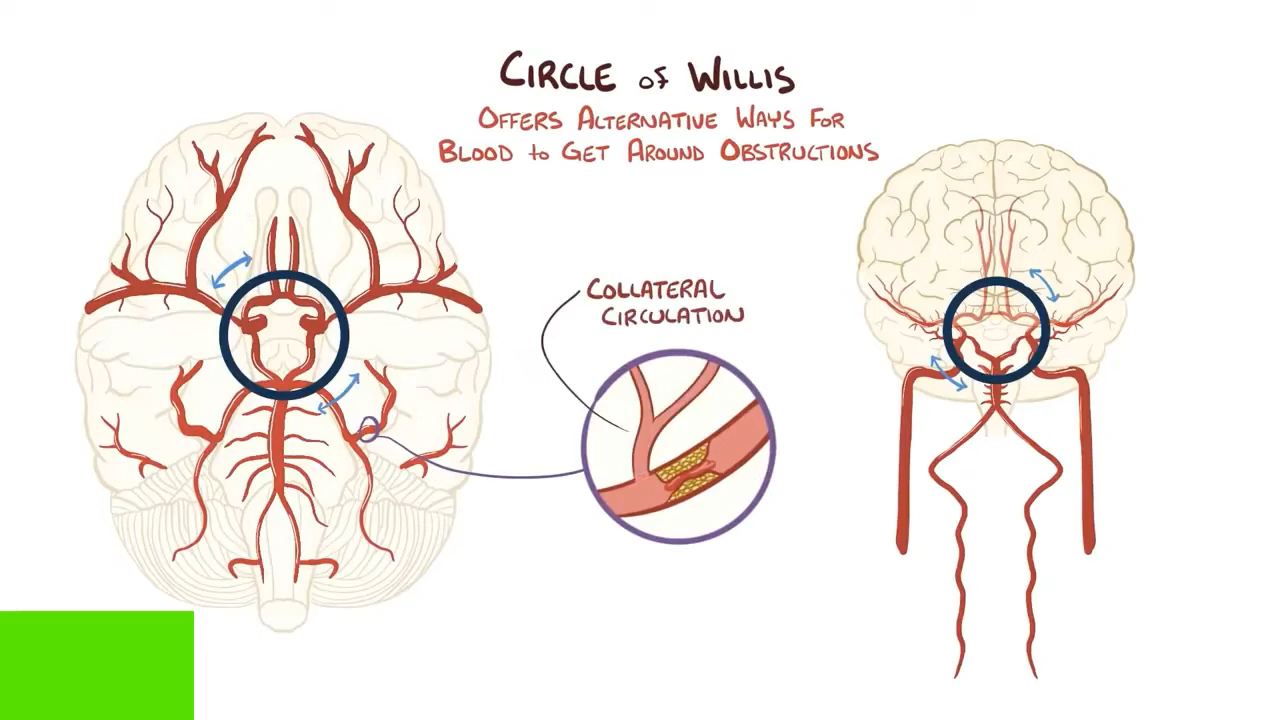 CIRCLE OF WILLIS
OFFERS ALTERNATIVE WAYS FOR
BLOOD to GET AROUND OBSTRUCTIONS
COLLATERAL
CIRCULATION